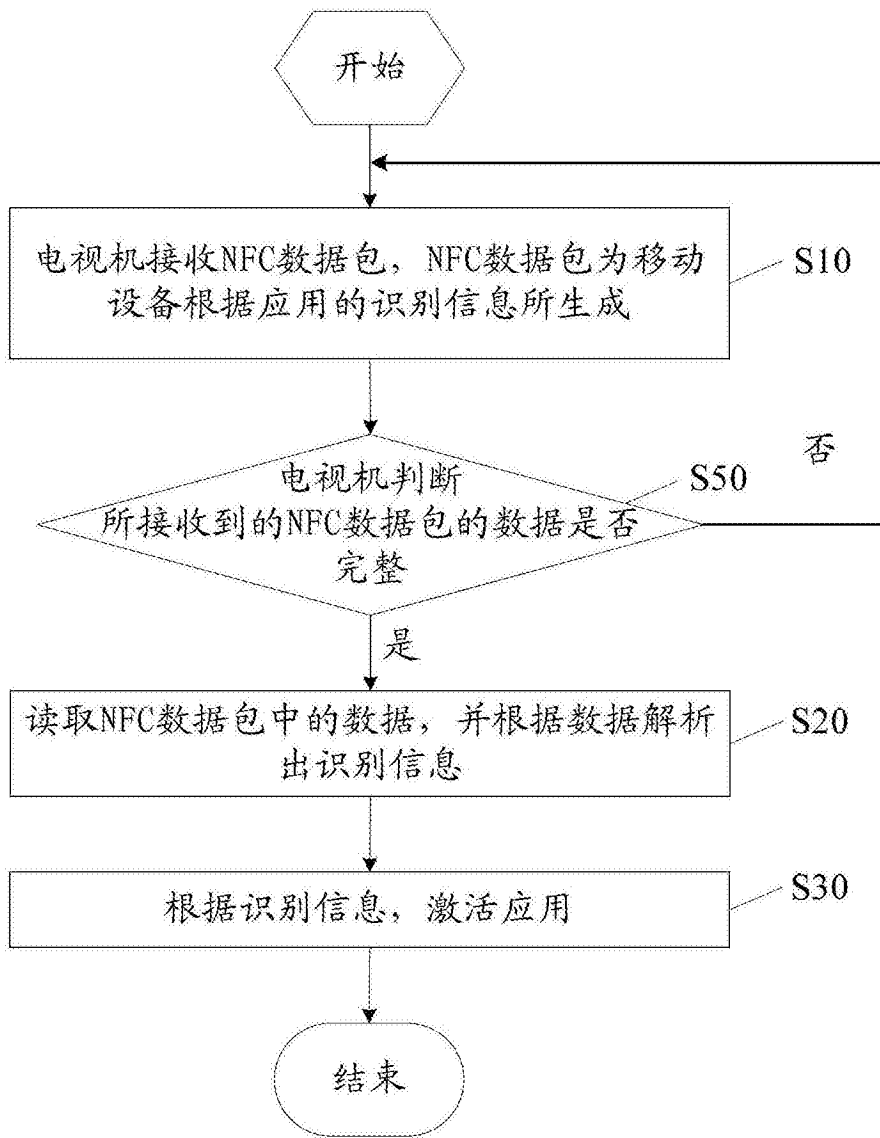 开始
电视机接收NFC数据包，NFC数据包为移动
设备根据应用的识别信息所生成
S10
否
S50
电视机判断
所接收到的NFC数据包的数据是否
完整
是
读取NFC数据包中的数据，并根据数据解析
出识别信息
S20
根据识别信息，激活应用
S30
结束